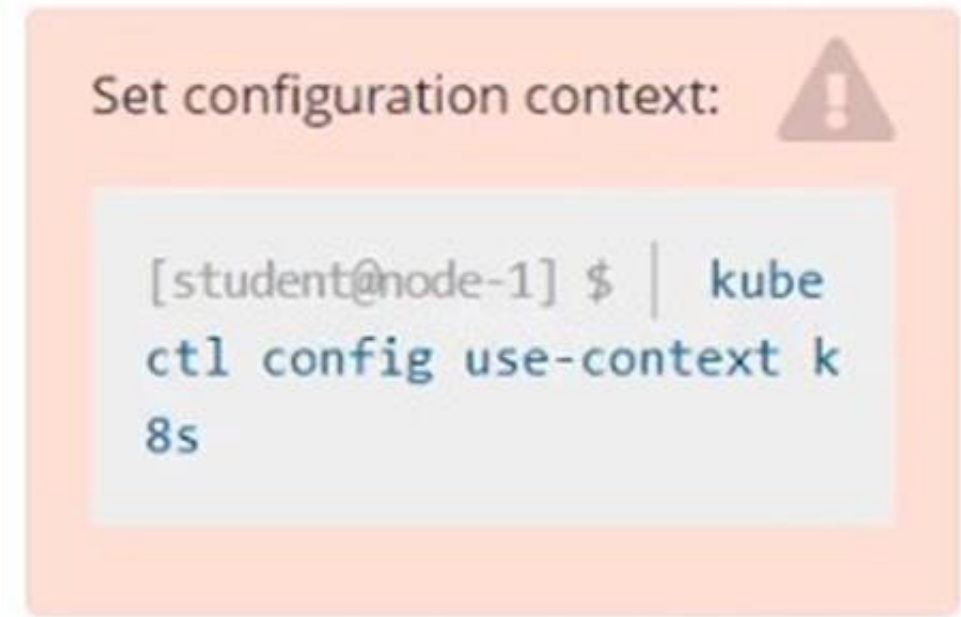 Set configuration context:
[student@node-1] $ | kube
ctl config use-context k
8s